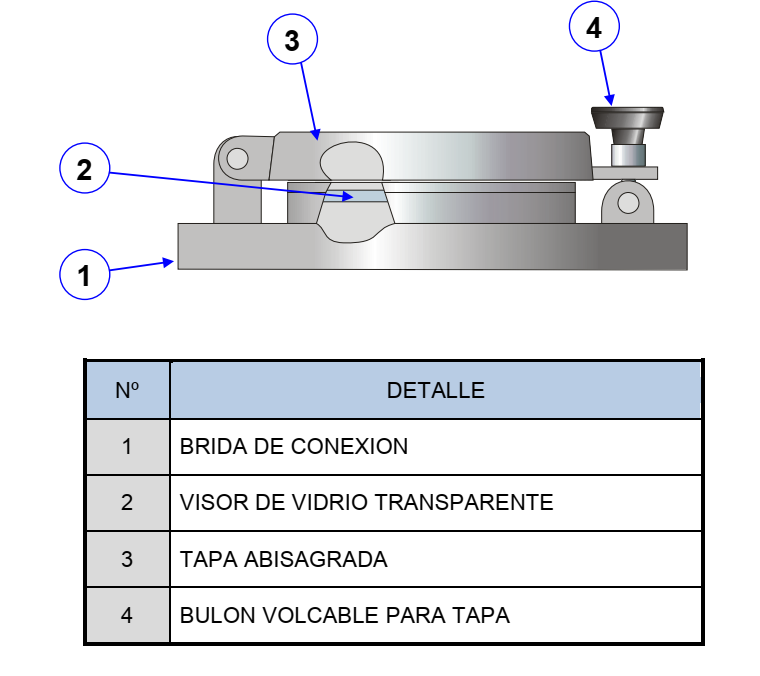 3
4
2
1
Nº DETALLE
1 BRIDA DE CONEXION
2 VISOR DE VIDRIO TRANSPARENTE
3 TAPA ABISAGRADA
4 BULON VOLCABLE PARA TAPA